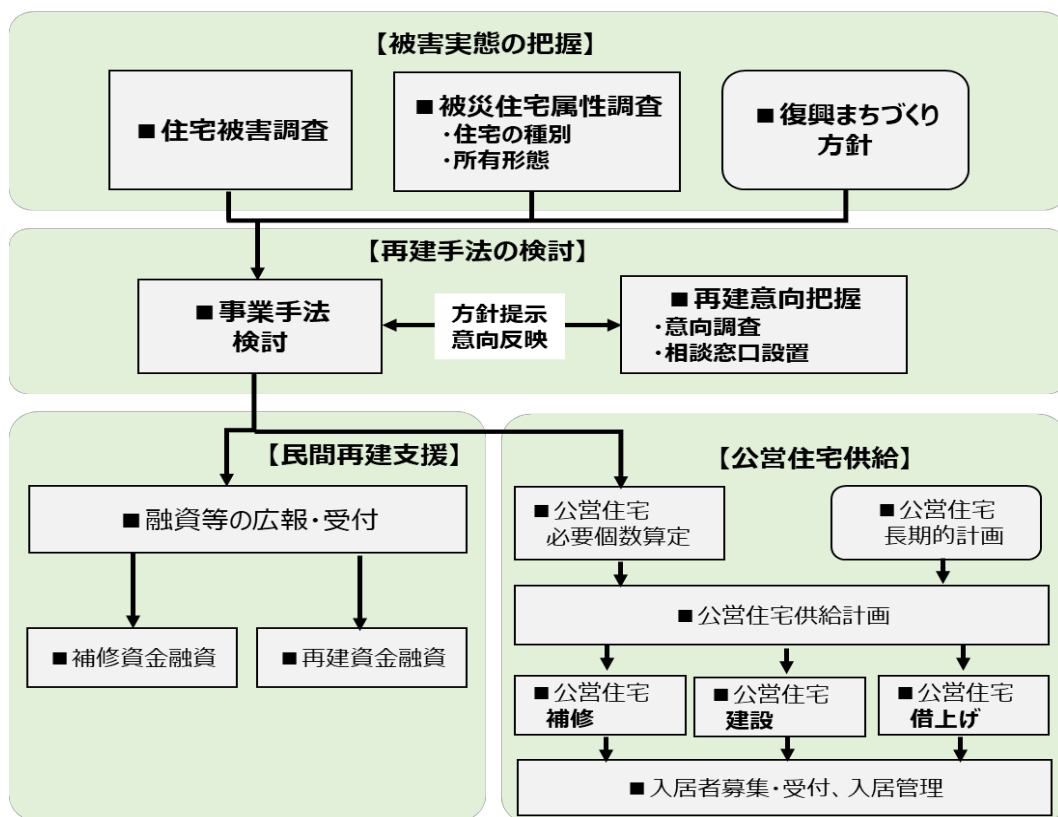 【被害実態の把握】
■住宅被害調査
■被災住宅属性調査
・住宅の種別
・所有形態
■復興まちづくり
方針
【再建手法の検討】
■事業手法
検討
方針提示
意向反映
■再建意向把握
・意向調査
・相談窓口設置
【民間再建支援】
■融資等の広報・受付
■補修資金融資
■再建資金融資
【公営住宅供給】
■公営住宅
必要個数算定
■公営住宅
長期的計画
■公営住宅供給計画
■公営住宅
補修
■公営住宅
建設
■公営住宅
借上げ
■入居者募集・受付、入居管理